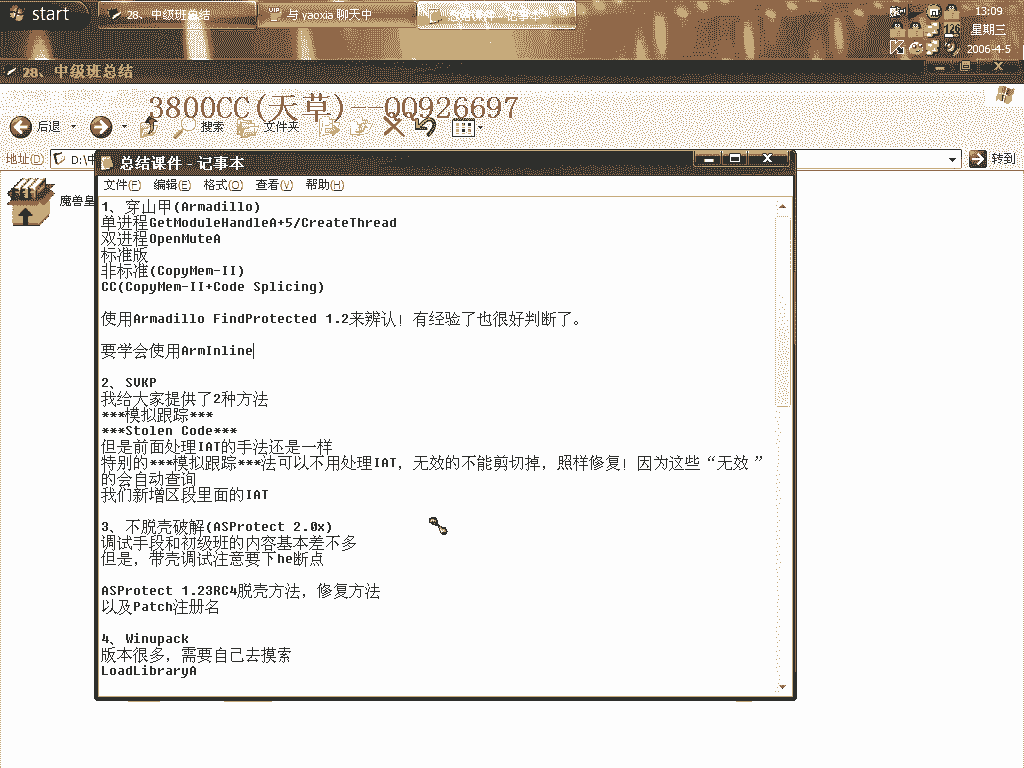 start
28、中级班总结
与 yaoxia 聊天中
总结课件 - 记事本
13:09
星期三
2006-4-5
28、中级班总结
3800CC(天草)--QQ926697
后退
搜索
文件夹
地址(D)
D:\中
转到
魔兽皇
总结课件 - 记事本
文件(F) 编辑(E) 格式(O) 查看(V) 帮助(H)
1、穿山甲(Armadillo)
单进程GetModuleHandleA+5/CreateThread
双进程OpenMuteA
标准版
非标准(CopyMem-II)
CC(CopyMem-II+Code Splicing)
使用Armadillo FindProtected 1.2来辨认！有经验了也很好判断了。
要学会使用ArmInline
2、SVKP
我给大家提供了2种方法
***模拟跟踪***
***Stolen Code***
但是前面处理IAT的手法还是一样
特别的***模拟跟踪***法可以不用处理IAT，无效的不能剪切掉，照样修复！因为这些“无效 ”
的会自动查询
我们新增区段里面的IAT
3、不脱壳破解(ASProtect 2.0x)
调试手段和初级班的内容基本差不多
但是，带壳调试注意要下he断点
ASProtect 1.23RC4脱壳方法，修复方法
以及Patch注册名
4、Winupack
版本很多，需要自己去摸索
LoadLibraryA